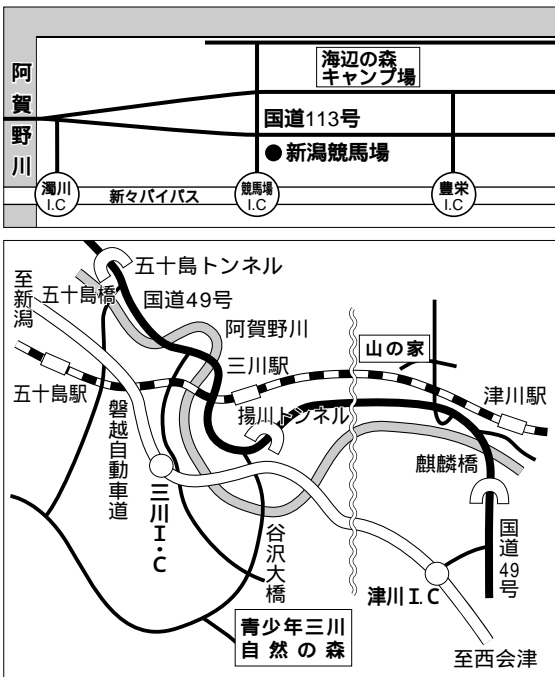 海辺の森
キャンプ場
阿賀野川
国道113号
●新潟競馬場
濁川
I.C
新々バイパス
競馬場
I.C
豊栄
I.C
五十島トンネル
至新潟
五十島橋
国道49号
阿賀野川
三川駅
山の家
五十島駅
津川駅
揚川トンネル
磐越自動車道
麒麟橋
三川I・C
谷沢大橋
国道49号
津川I.C
青少年三川
自然の森
至西会津